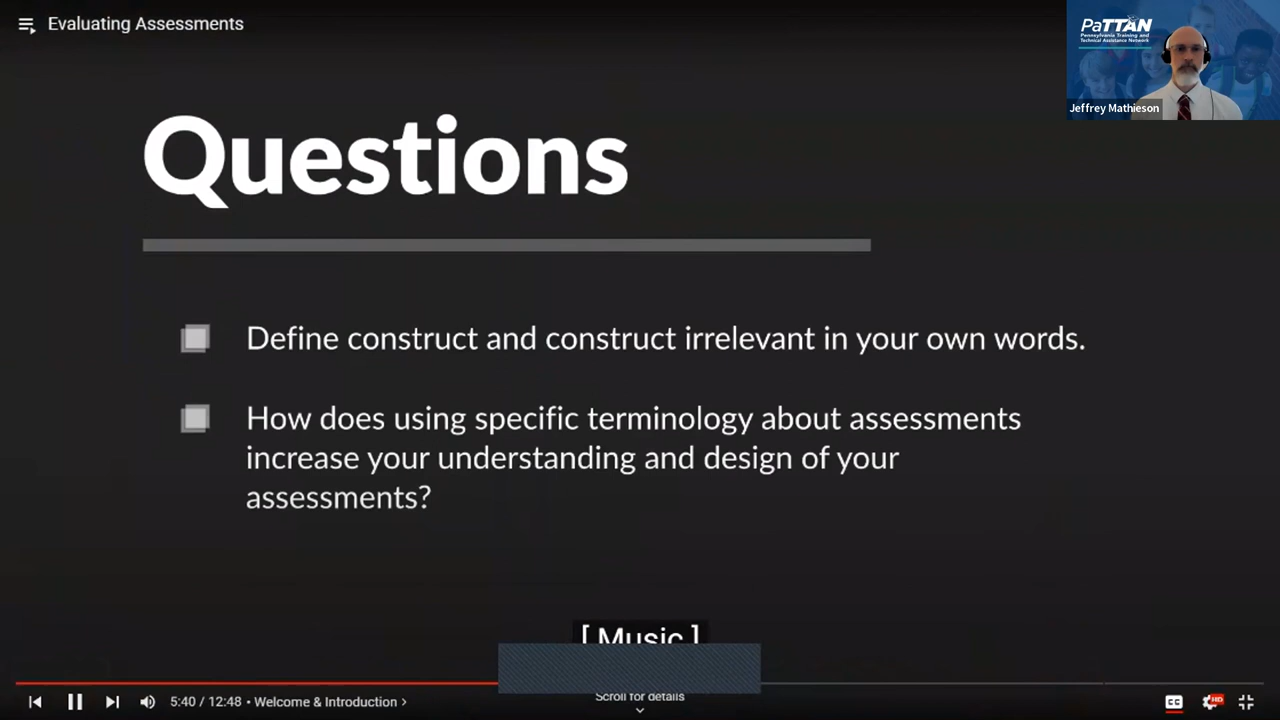 Evaluating Assessments
PaTTAN
Pennsylvania Training and
Technical Assistance Network
Jeffrey Mathieson
Questions
Define construct and construct irrelevant in your own words.
How does using specific terminology about assessments
increase your understanding and design of your
assessments?
[ Music ]
5:40 / 12:48 • Welcome & Introduction >
Scroll for details
CC
HD